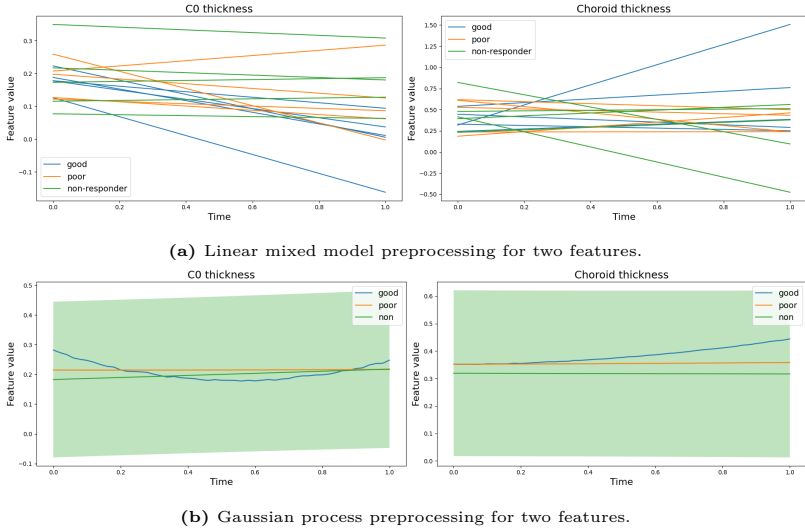 C0 thickness
Feature value
0.3
0.2
0.1
0.0
−0.1
good
poor
non-responder
0.0 0.2 0.4 0.6 0.8 1.0
Time
Choroid thickness
Feature value
1.50
1.25
1.00
0.75
0.50
0.25
0.00
−0.25
−0.50
good
poor
non-responder
0.0 0.2 0.4 0.6 0.8 1.0
Time
(a) Linear mixed model preprocessing for two features.
C0 thickness
Feature value
0.5
0.4
0.3
0.2
0.1
0.0
−0.1
good
poor
non
0.0 0.2 0.4 0.6 0.8 1.0
Time
Choroid thickness
Feature value
0.6
0.5
0.4
0.3
0.2
0.1
0.0
good
poor
non
0.0 0.2 0.4 0.6 0.8 1.0
Time
(b) Gaussian process preprocessing for two features.